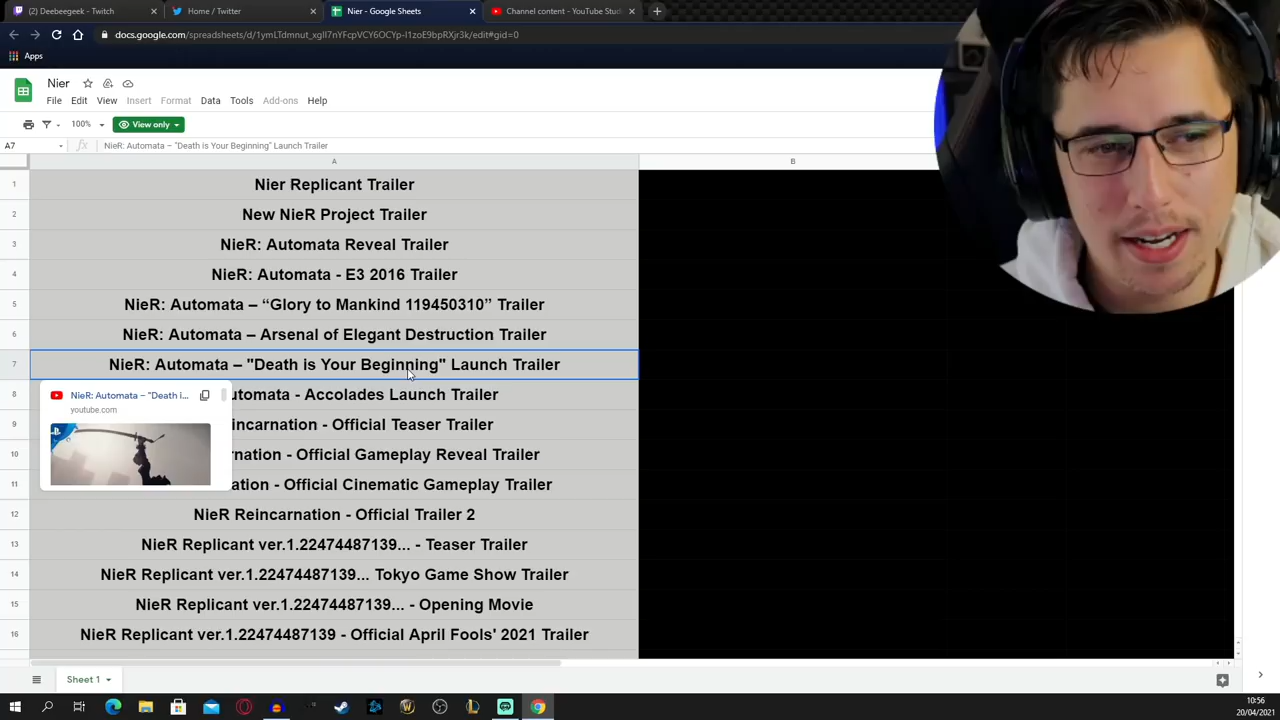 (2) Deebeegeek - Twitch
Home / Twitter
Nier - Google Sheets
Channel content - YouTube Stud
docs.google.com/spreadsheets/d/1ymLTdmnut_xgII7nYFcpVCY6OCYp-I1zoE9bpRXjr3k/edit#gid=0
Apps
Nier
File Edit View Insert Format Data Tools Add-ons Help
100% View only
A7 fx NieR: Automata – "Death is Your Beginning" Launch Trailer
A B
1 Nier Replicant Trailer
2 New NieR Project Trailer
3 NieR: Automata Reveal Trailer
4 NieR: Automata - E3 2016 Trailer
5 NieR: Automata – “Glory to Mankind 119450310” Trailer
6 NieR: Automata – Arsenal of Elegant Destruction Trailer
7 NieR: Automata – "Death is Your Beginning" Launch Trailer
8 utomata - Accolades Launch Trailer
NieR: Automata – "Death i...
youtube.com
9 incarnation - Official Teaser Trailer
10 rnation - Official Gameplay Reveal Trailer
11 ation - Official Cinematic Gameplay Trailer
12 NieR Reincarnation - Official Trailer 2
13 NieR Replicant ver.1.22474487139... - Teaser Trailer
14 NieR Replicant ver.1.22474487139... Tokyo Game Show Trailer
15 NieR Replicant ver.1.22474487139... - Opening Movie
16 NieR Replicant ver.1.22474487139 - Official April Fools' 2021 Trailer
Sheet 1
10:56
20/04/2021